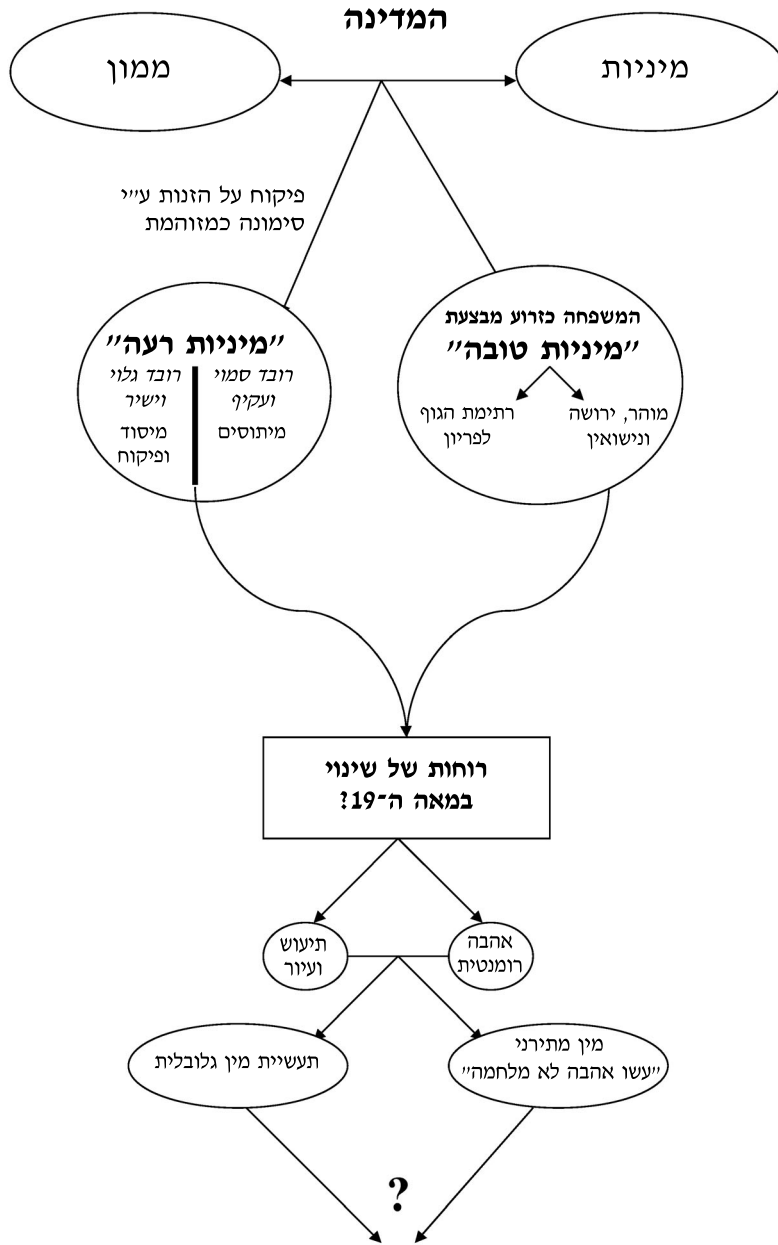 המדינה
מיניות
ממון
פיקוח על הזנות ע״י
סימונה כמזוהמת
המשפחה כזרוע מבצעת
״מיניות טובה״
מוהר, ירושה
ונישואין
רתימת הגוף
לפריון
״מיניות רעה״
רובד סמוי
ועקיף
מיתוסים
רובד גלוי
וישיר
מיסוד
ופיקוח
רוחות של שינוי
במאה ה־19?
אהבה
רומנטית
תיעוש
ועיור
מין מתירני
״עשו אהבה לא מלחמה״
תעשיית מין גלובלית
?